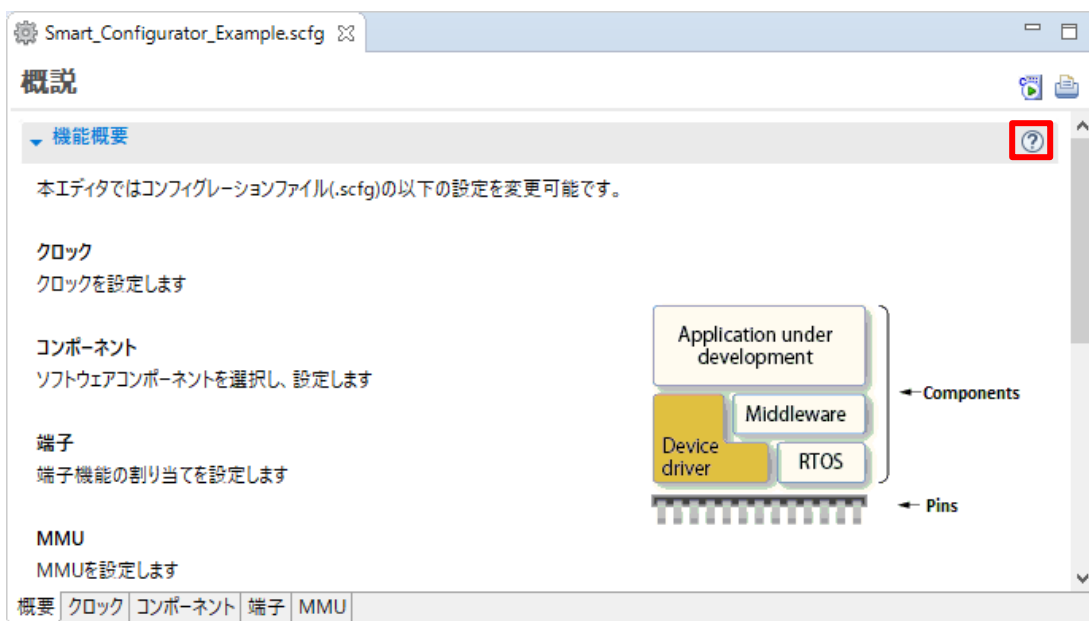 Smart_Configurator_Example.scfg
概説
機能概要
本エディタではコンフィグレーションファイル(.scfg)の以下の設定を変更可能です。
クロック
クロックを設定します
コンポーネント
ソフトウェアコンポーネントを選択し、設定します
端子
端子機能の割り当てを設定します
MMU
MMUを設定します
Application under
development
Middleware
Device
driver
RTOS
Components
Pins
概要 クロック コンポーネント 端子 MMU